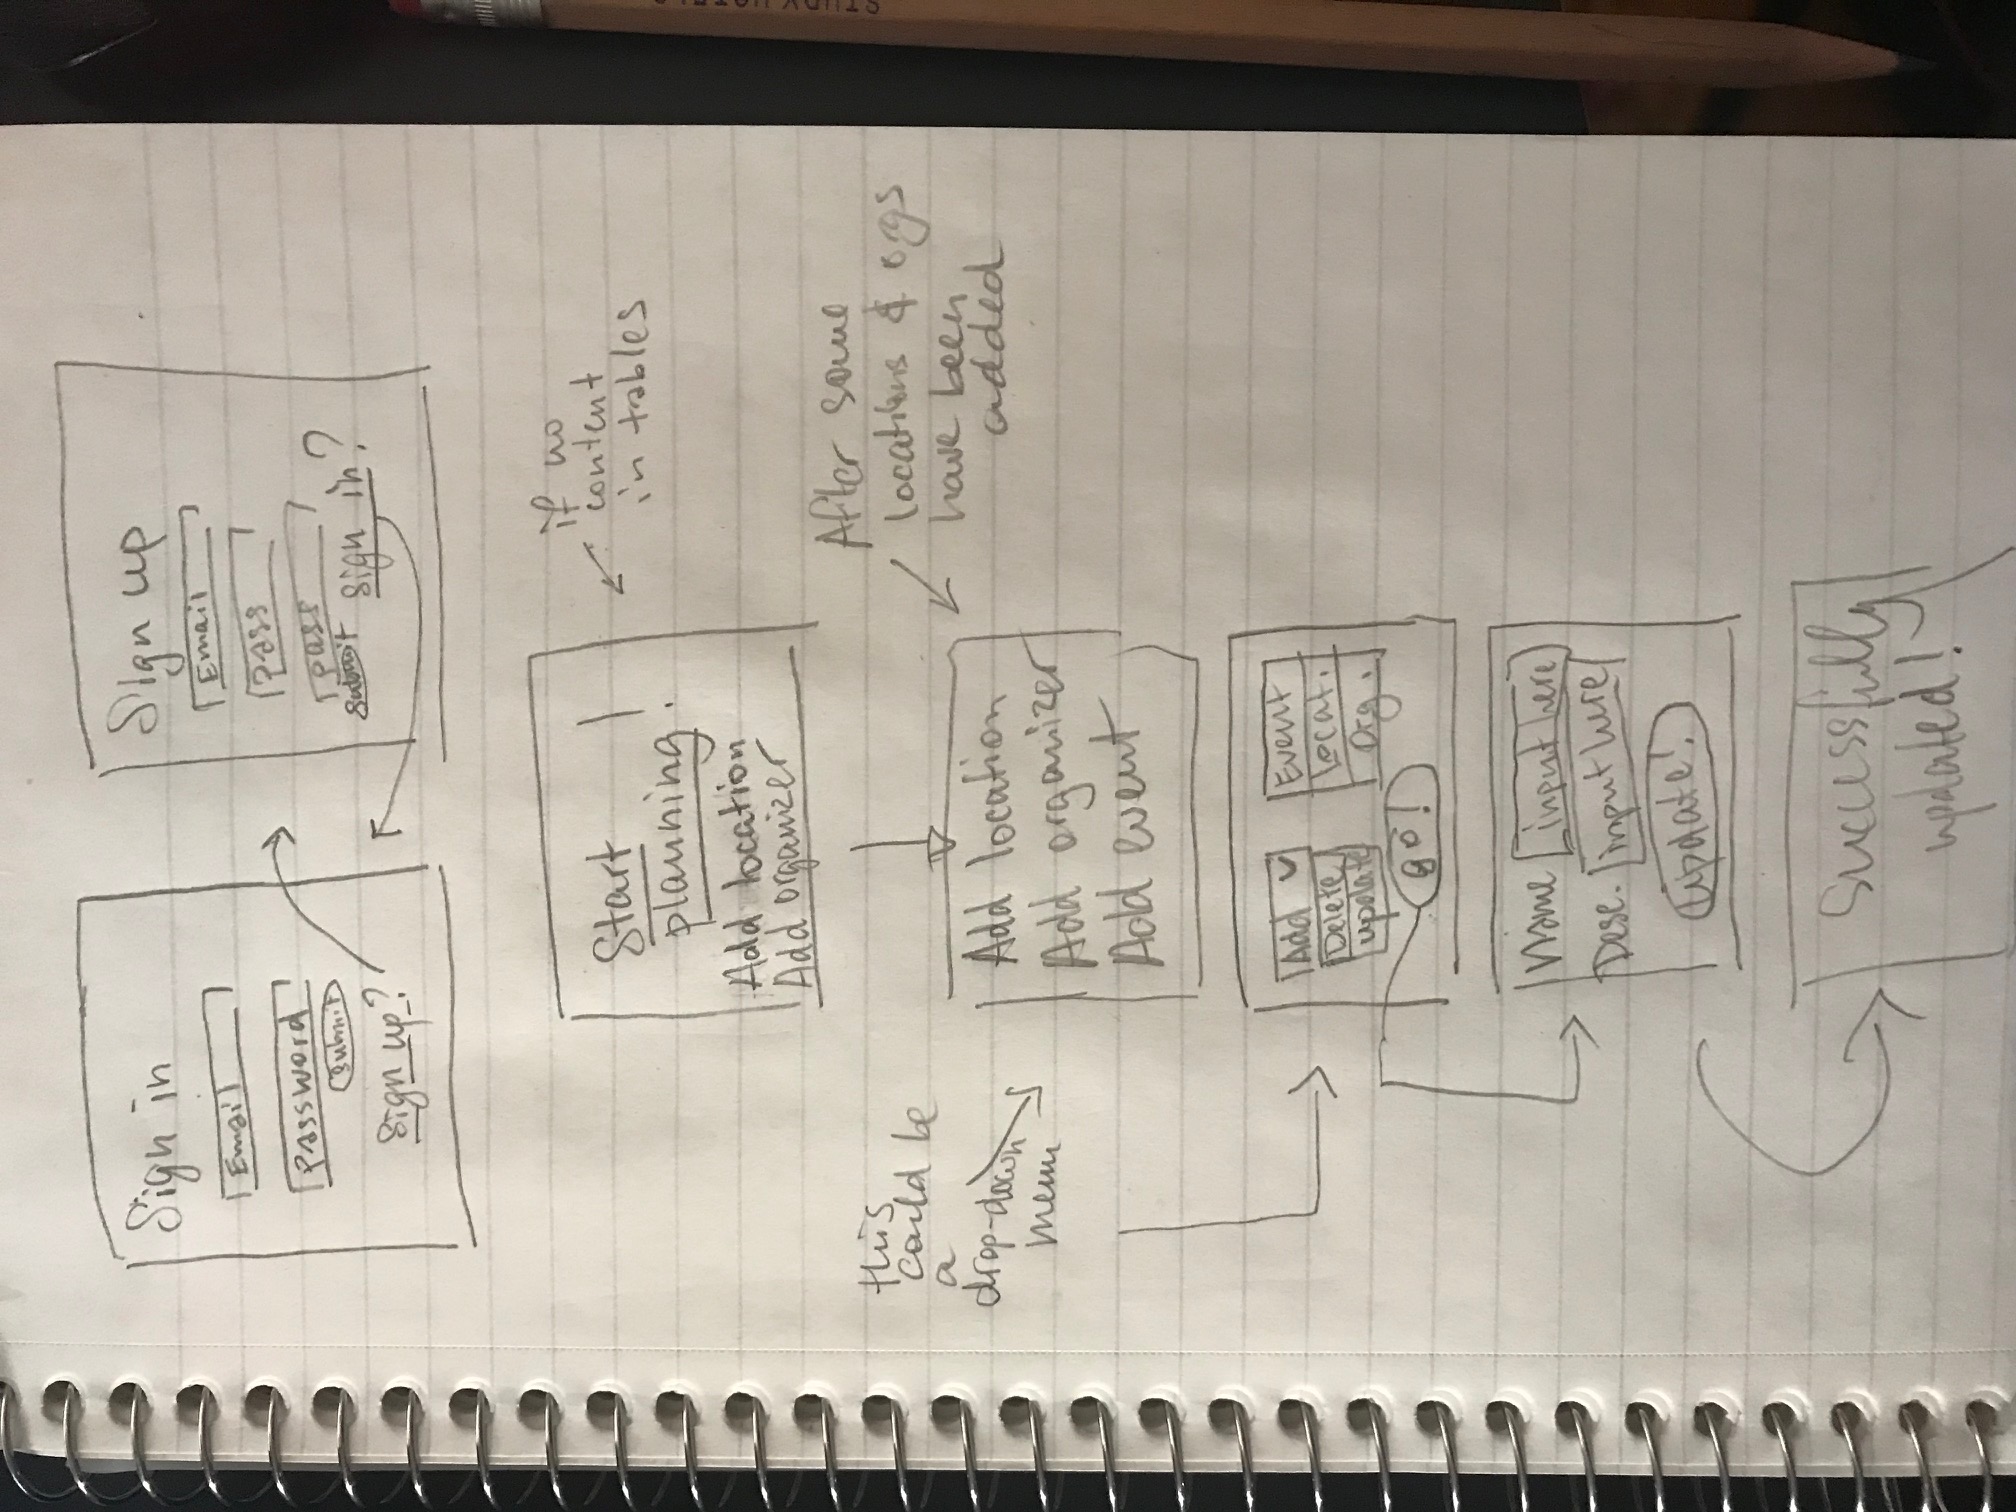 Sign in
Email
Password
Submit
Sign up?
Sign up
Email
pass
pass
Submit
sign in?
Start
planning!
Add location
Add organizer
if no
content
in tables
After some
locations & orgs
have been
added
this
could be
a
drop-down
menu
Add location
Add organizer
Add event
Add
Delete
update
Event
Locat.
Org.
go!
Name input here
Desc. input here
update!
Successfully
updated!